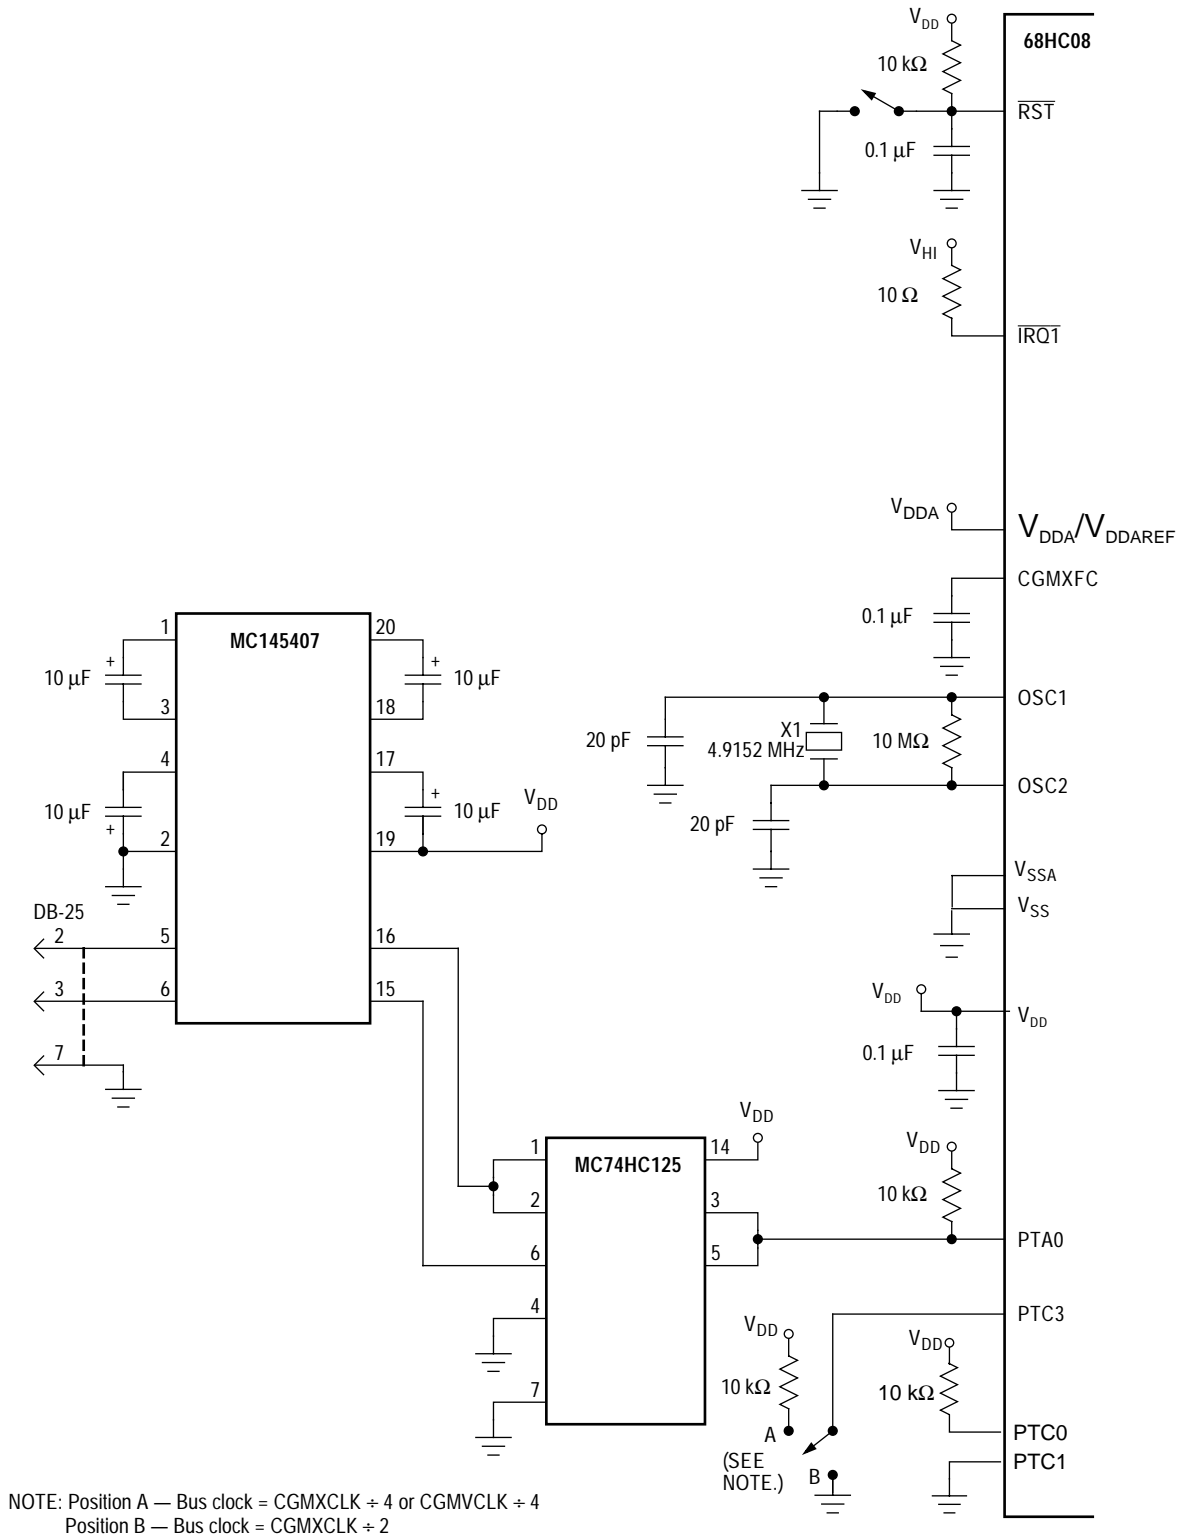 V_DD
68HC08
10 kΩ
RST
0.1 µF
V_HI
10 Ω
IRQ1
V_DDA
V_DDA/V_DDAREF
CGMXFC
0.1 µF
MC145407
1
20
10 µF
+
+
10 µF
3
18
4
17
10 µF
+
+
10 µF
V_DD
2
19
OSC1
20 pF
X1
4.9152 MHz
10 MΩ
OSC2
20 pF
V_SSA
V_SS
DB-25
2
5
16
3
6
15
7
V_DD
V_DD
0.1 µF
V_DD
MC74HC125
1
14
2
3
6
5
4
7
V_DD
10 kΩ
PTA0
PTC3
V_DD
10 kΩ
V_DD
10 kΩ
A
PTC0
(SEE
NOTE.)
B
PTC1
NOTE: Position A — Bus clock = CGMXCLK ÷ 4 or CGMVCLK ÷ 4
Position B — Bus clock = CGMXCLK ÷ 2